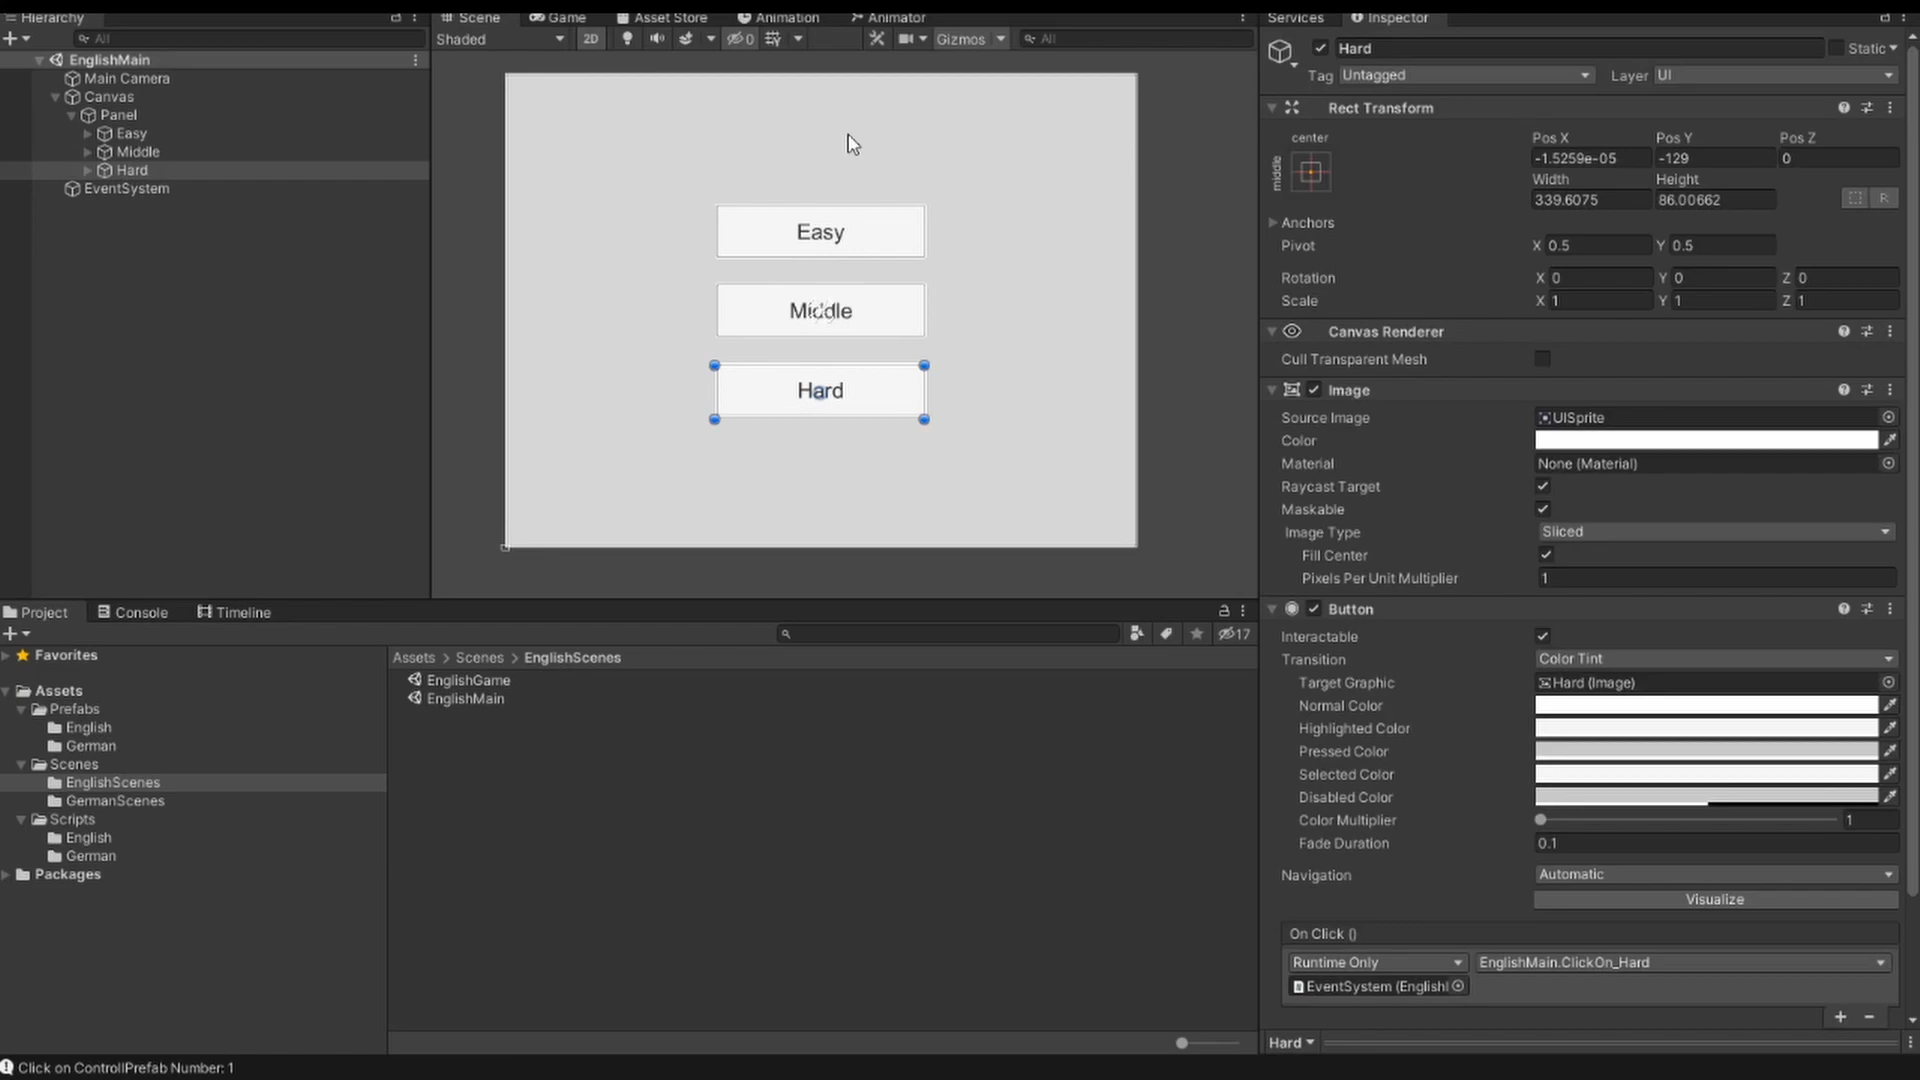 Hierarchy
All
EnglishMain
Main Camera
Canvas
Panel
Easy
Middle
Hard
EventSystem
Scene
Game
Asset Store
Animation
Animator
Shaded
2D
0
Gizmos
All
Easy
Middle
Hard
Project
Console
Timeline
17
Favorites
Assets
Prefabs
English
German
Scenes
EnglishScenes
GermanScenes
Scripts
English
German
Packages
Assets > Scenes > EnglishScenes
EnglishGame
EnglishMain
Click on ControllPrefab Number: 1
Services
Inspector
Hard
Static
Tag Untagged
Layer UI
Rect Transform
center
middle
Pos X Pos Y Pos Z
-1.5259e-05 -129 0
Width Height
339.6075 86.00662
R
Anchors
Pivot X 0.5 Y 0.5
Rotation X 0 Y 0 Z 0
Scale X 1 Y 1 Z 1
Canvas Renderer
Cull Transparent Mesh
Image
Source Image UISprite
Color
Material None (Material)
Raycast Target
Maskable
Image Type Sliced
Fill Center
Pixels Per Unit Multiplier 1
Button
Interactable
Transition Color Tint
Target Graphic Hard (Image)
Normal Color
Highlighted Color
Pressed Color
Selected Color
Disabled Color
Color Multiplier 1
Fade Duration 0.1
Navigation Automatic
Visualize
On Click ()
Runtime Only EnglishMain.ClickOn_Hard
EventSystem (Englishl
+ -
Hard